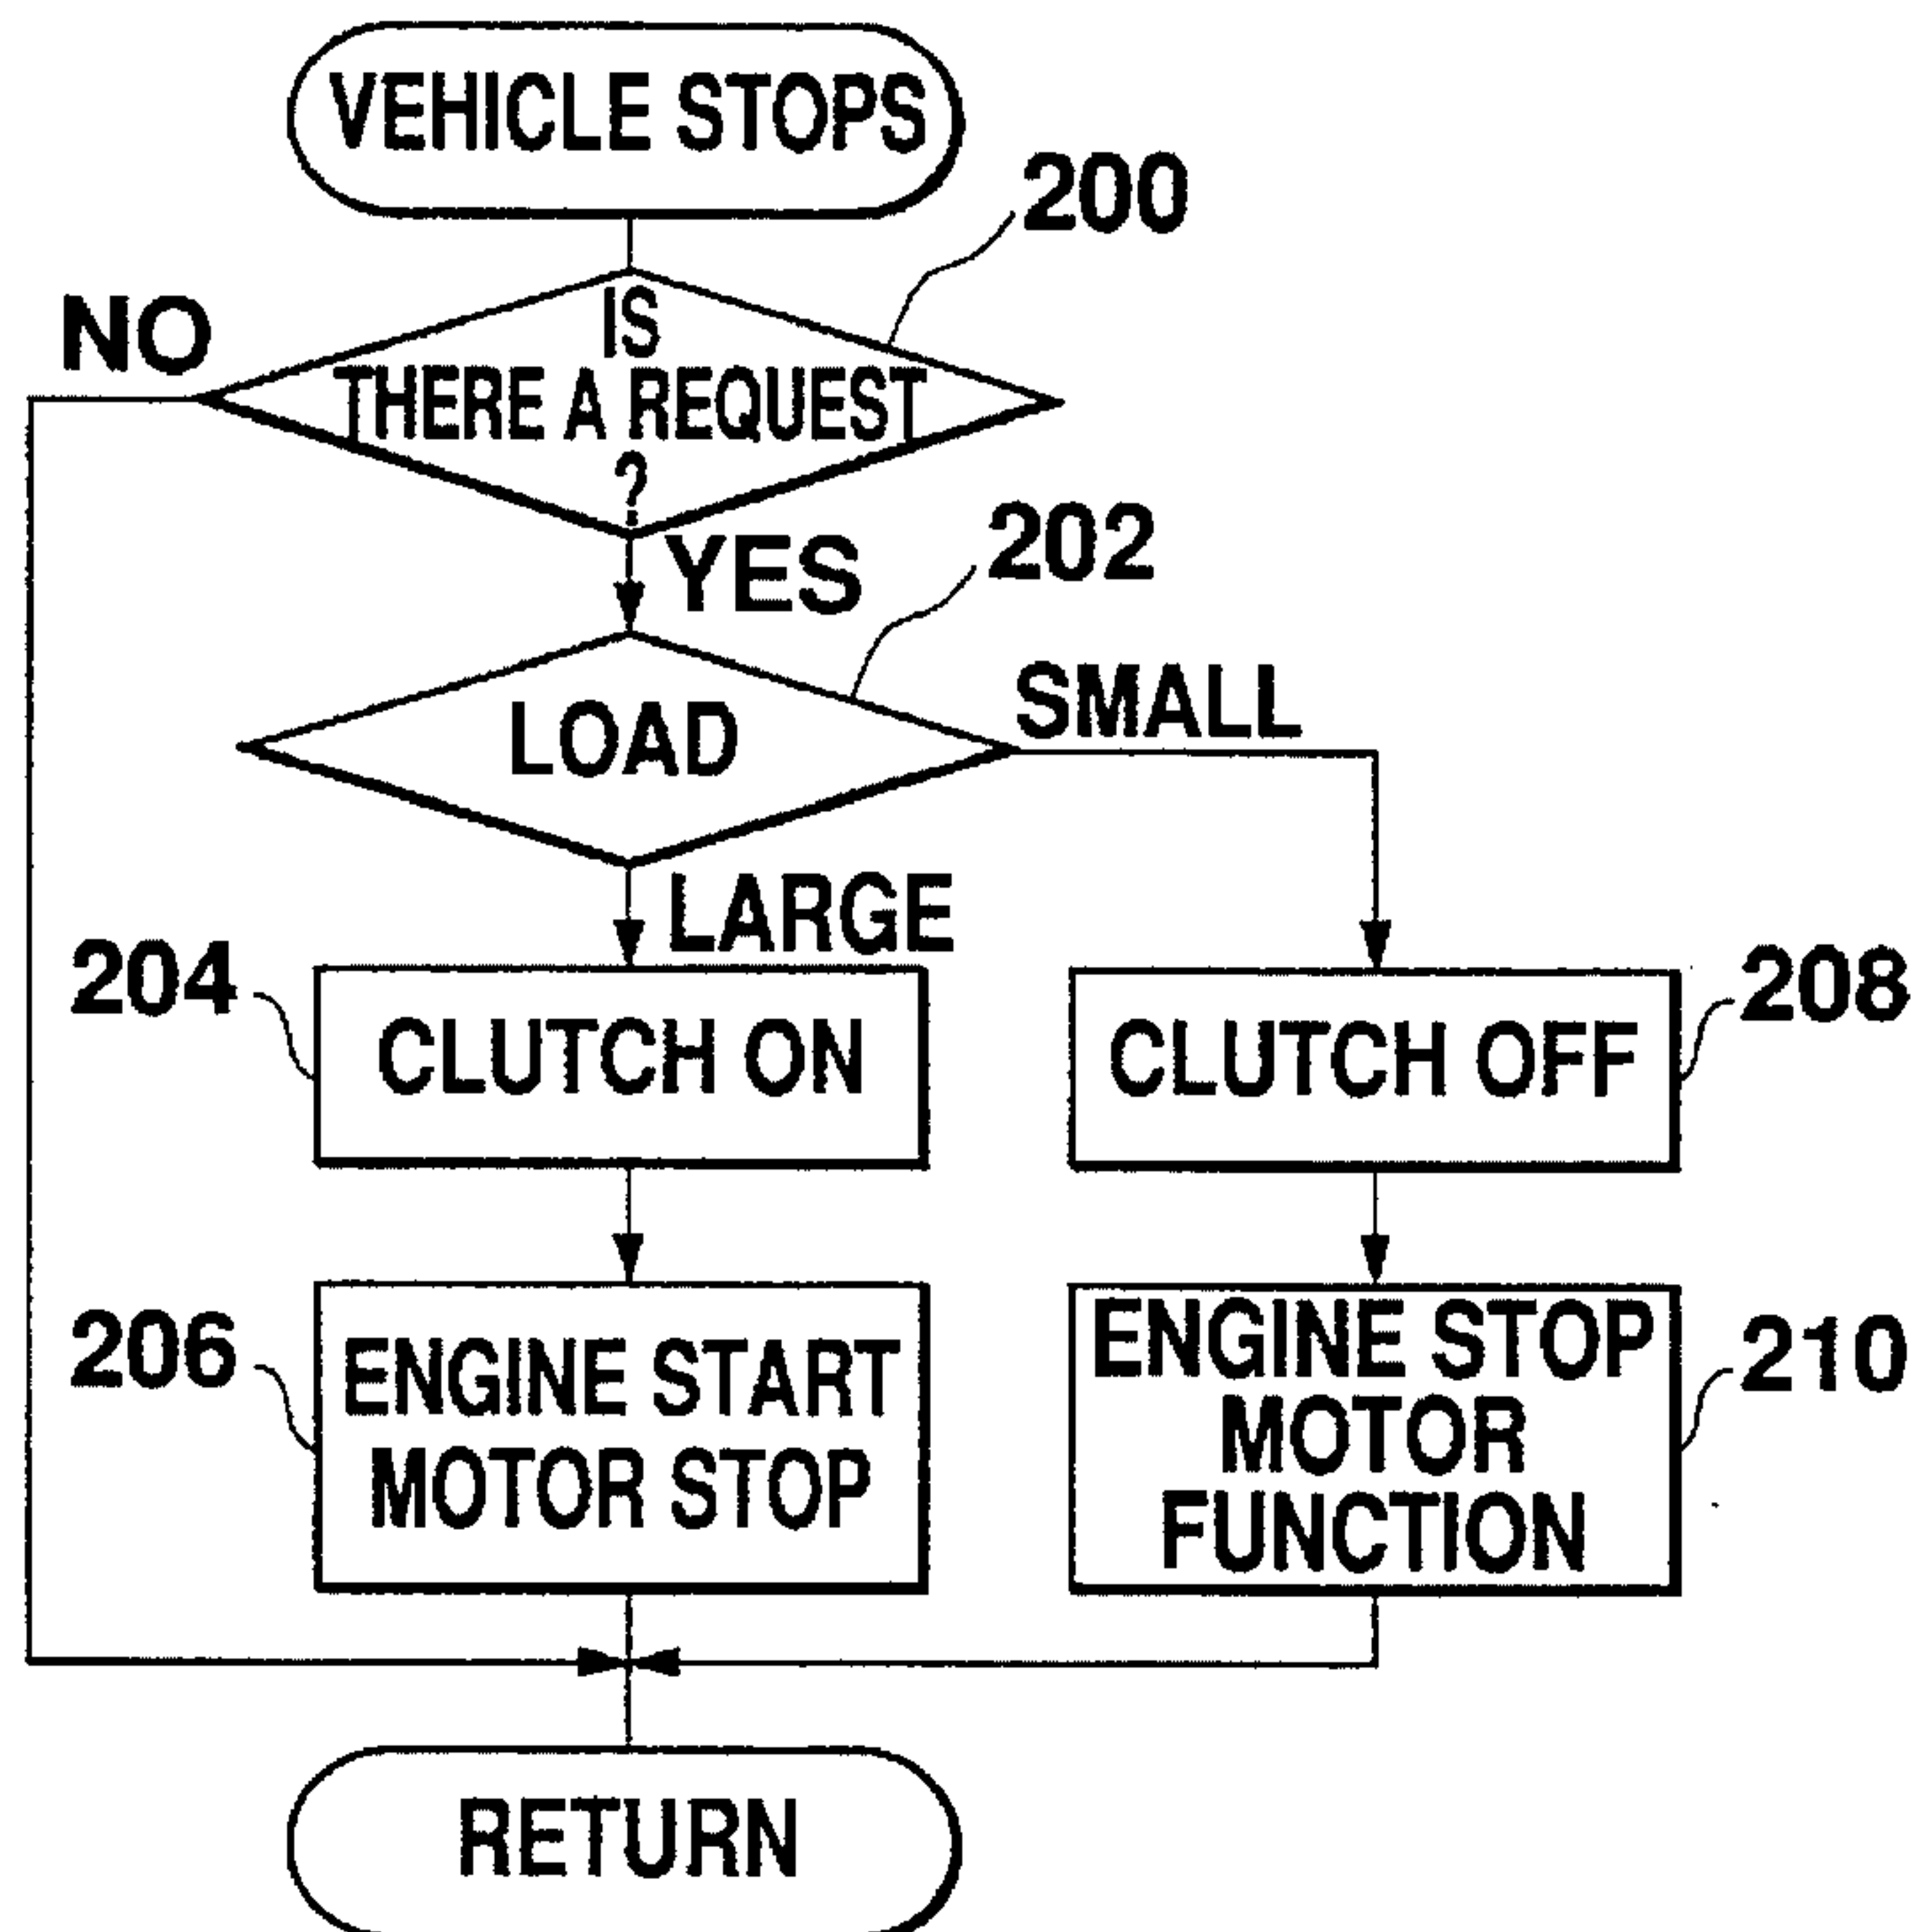 VEHICLE STOPS
200
NO
IS
THERE A REQUEST
?
YES
202
LOAD
SMALL
LARGE
204
CLUTCH ON
CLUTCH OFF
208
206
ENGINE START
MOTOR STOP
ENGINE STOP
MOTOR
FUNCTION
210
RETURN